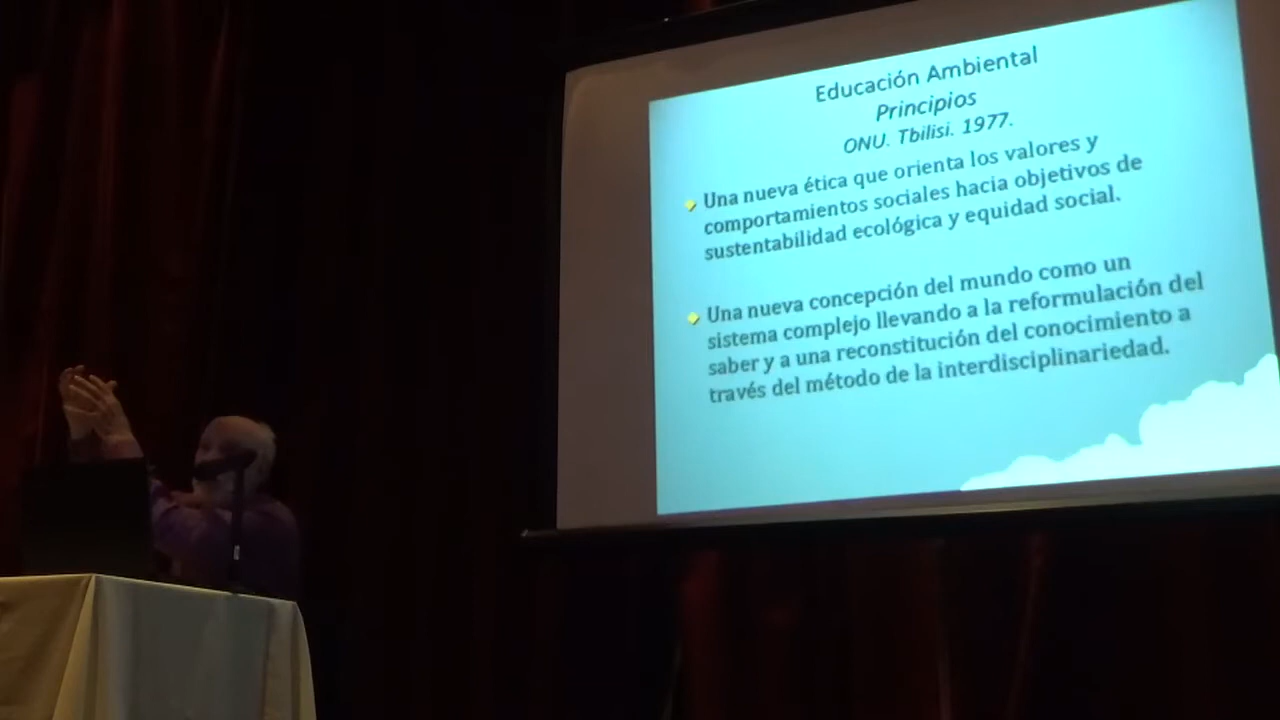 Educación Ambiental
Principios
ONU. Tbilisi. 1977.
Una nueva ética que orienta los valores y
comportamientos sociales hacia objetivos de
sustentabilidad ecológica y equidad social.
Una nueva concepción del mundo como un
sistema complejo llevando a la reformulación del
saber y a una reconstitución del conocimiento a
través del método de la interdisciplinariedad.